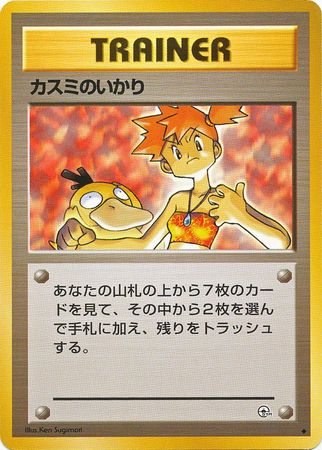 TRAINER
カスミのいかり
あなたの山札の上から7枚のカー
ドを見て、その中から2枚を選ん
で手札に加え、残りをトラッシュ
する。
Illus.Ken Sugimori